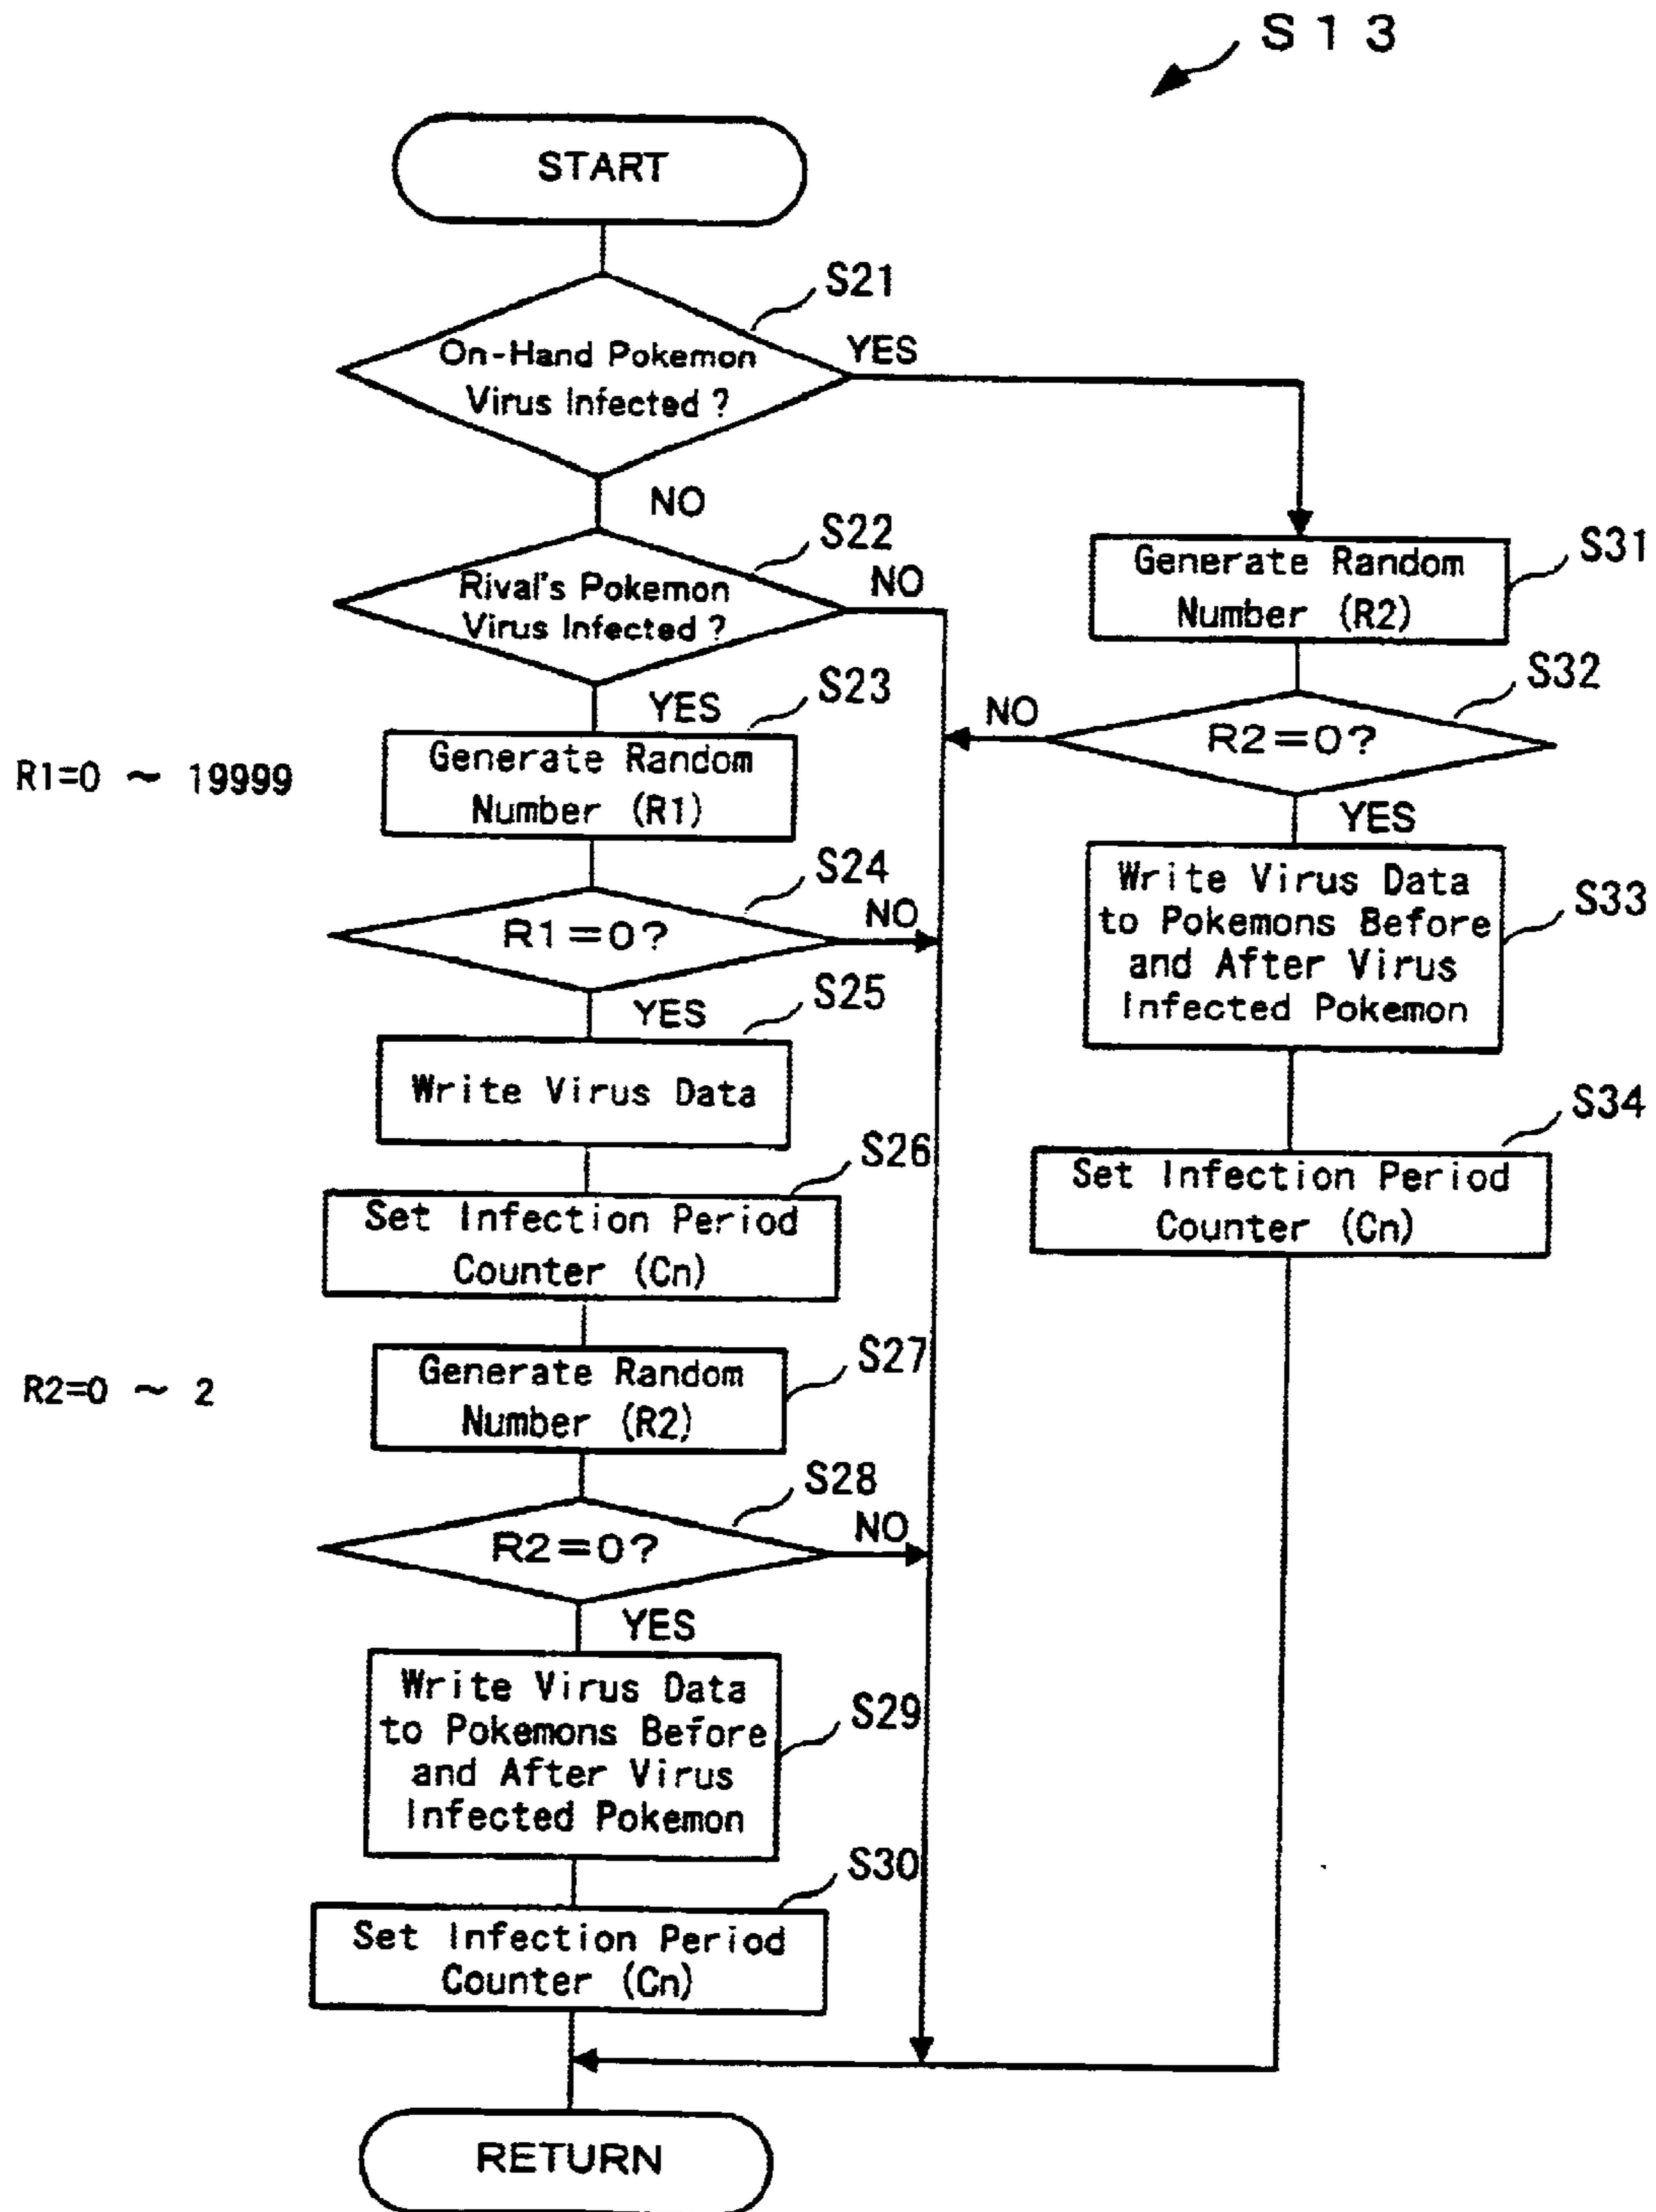 S13
START
S21
On-Hand Pokemon
Virus Infected?
YES
NO
S22
Rival's Pokemon
Virus Infected?
NO
YES
S31
Generate Random
Number (R2)
S32
R2=0?
NO
YES
S23
R1=0 ~ 19999
Generate Random
Number (R1)
S24
R1=0?
NO
YES
S33
Write Virus Data
to Pokemons Before
and After Virus
Infected Pokemon
S25
Write Virus Data
S34
Set Infection Period
Counter (Cn)
S26
Set Infection Period
Counter (Cn)
S27
R2=0 ~ 2
Generate Random
Number (R2)
S28
R2=0?
NO
YES
S29
Write Virus Data
to Pokemons Before
and After Virus
Infected Pokemon
S30
Set Infection Period
Counter (Cn)
RETURN